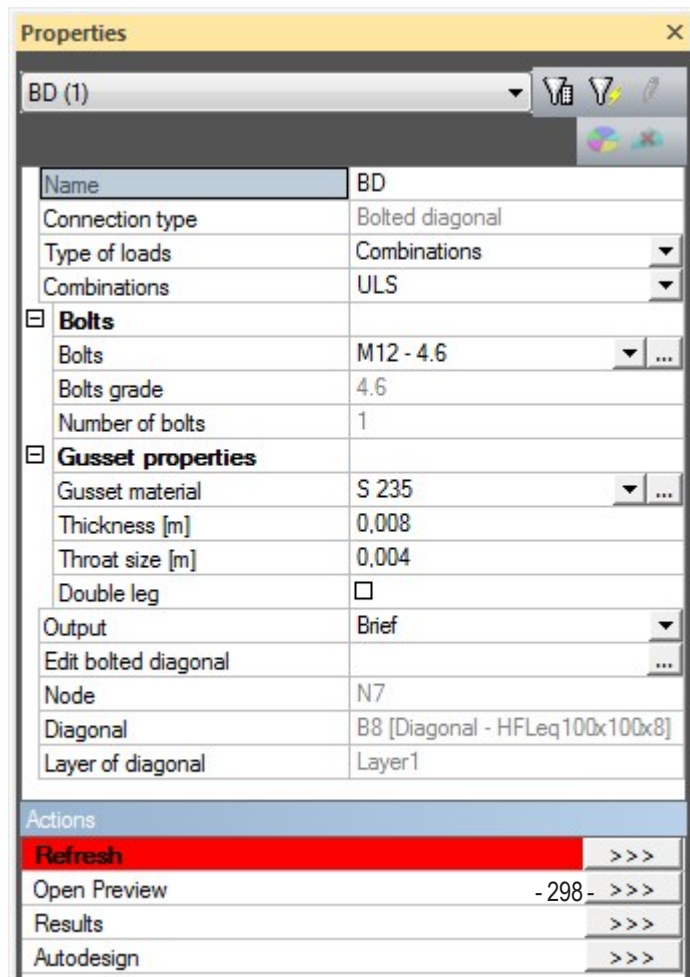 Properties
BD (1)
Name BD
Connection type Bolted diagonal
Type of loads Combinations
Combinations ULS
Bolts
Bolts M12 - 4.6 ...
Bolts grade 4.6
Number of bolts 1
Gusset properties
Gusset material S 235 ...
Thickness [m] 0,008
Throat size [m] 0,004
Double leg
Output Brief
Edit bolted diagonal ...
Node N7
Diagonal B8 [Diagonal - HFLeq100x100x8]
Layer of diagonal Layer1
Actions
Refresh >>>
Open Preview - 298 - >>>
Results >>>
Autodesign >>>